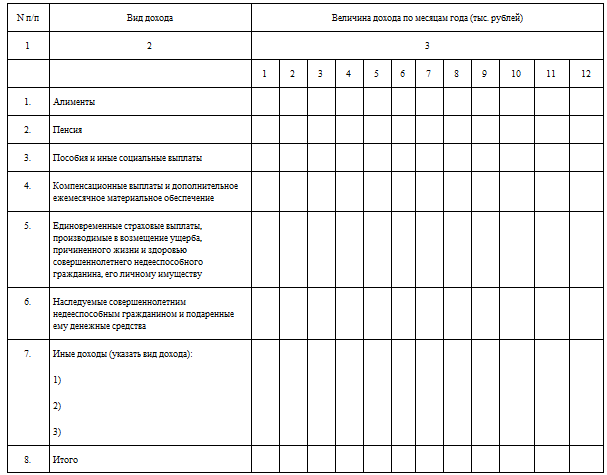 N п/п Вид дохода Величина дохода по месяцам года (тыс. рублей)
1 2 3
1 2 3 4 5 6 7 8 9 10 11 12
1. Алименты
2. Пенсия
3. Пособия и иные социальные выплаты
4. Компенсационные выплаты и дополнительное
ежемесячное материальное обеспечение
5. Единовременные страховые выплаты,
производимые в возмещение ущерба,
причиненного жизни и здоровью
совершеннолетнего недееспособного
гражданина, его личному имуществу
6. Наследуемые совершеннолетним
недееспособным гражданином и подаренные
ему денежные средства
7. Иные доходы (указать вид дохода):
1)
2)
3)
8. Итого